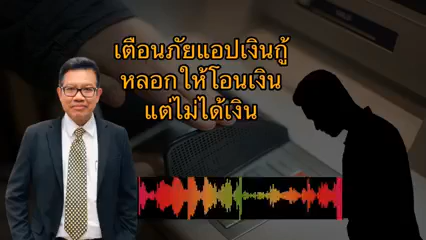 เตือนภัยแอปเงินกู้
หลอกให้โอนเงิน
แต่ไม่ได้เงิน